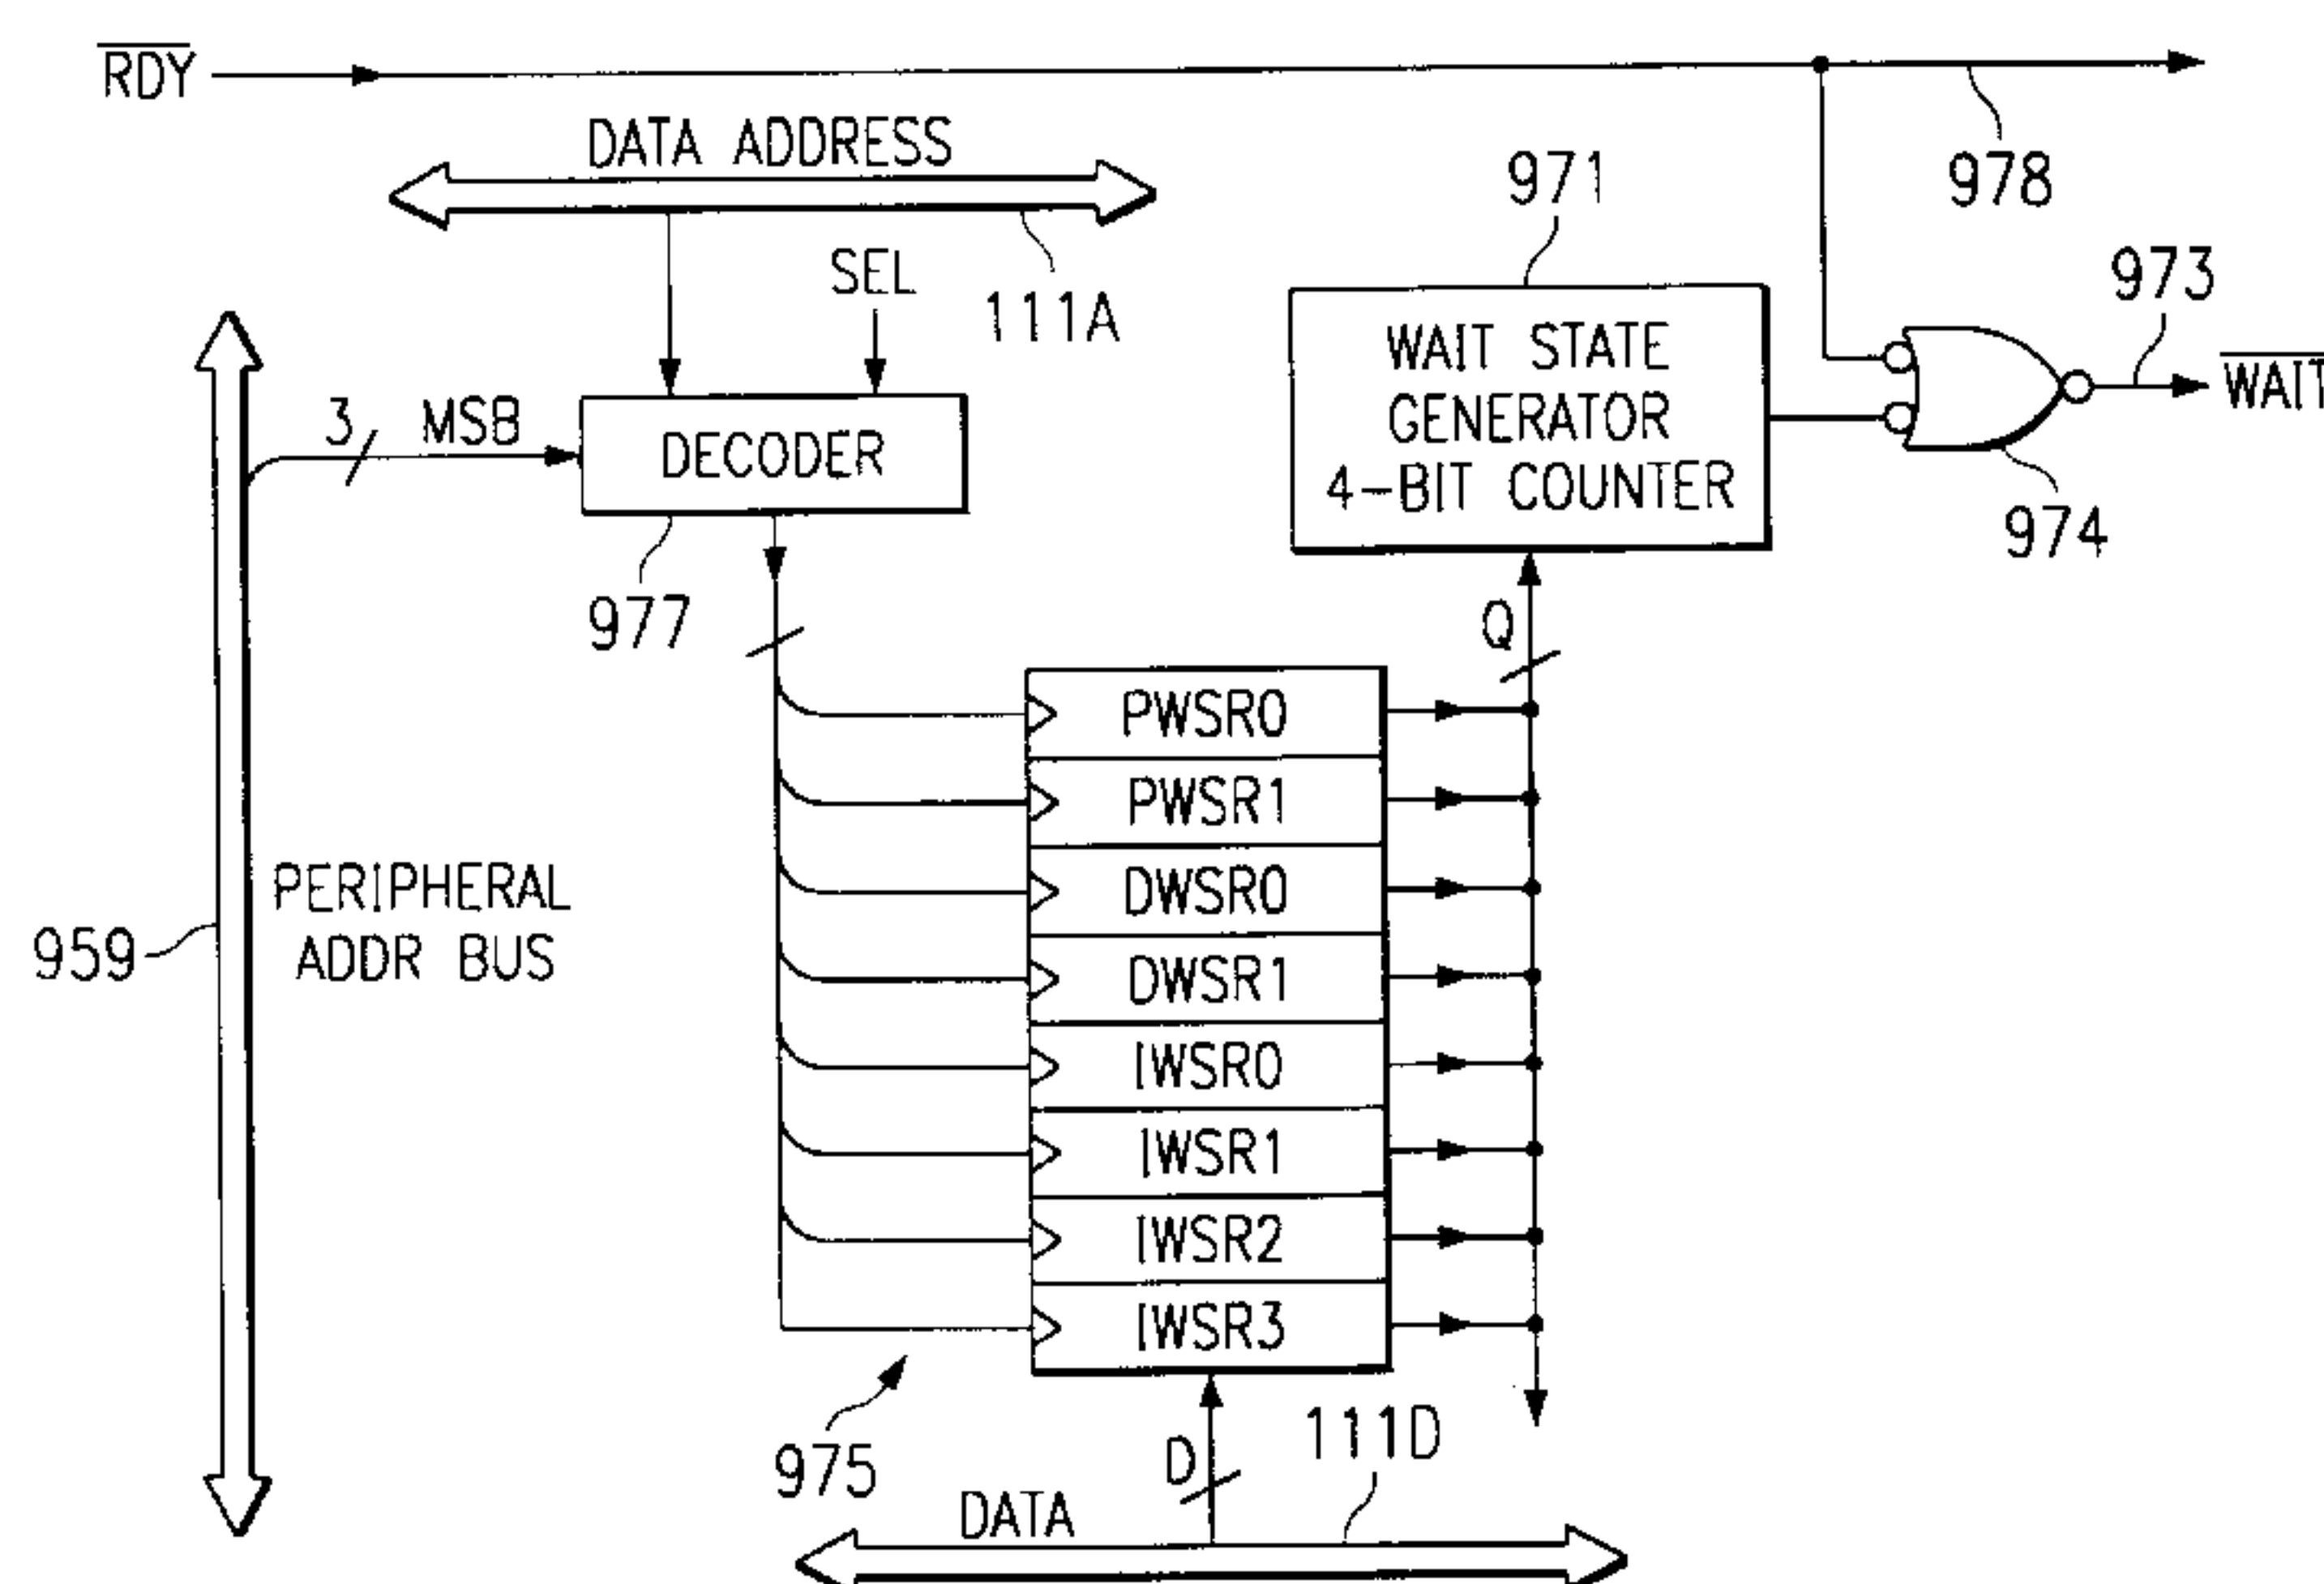 RDY
DATA ADDRESS
978
971
SEL
111A
973
WAIT
3
MSB
DECODER
WAIT STATE
GENERATOR
4-BIT COUNTER
974
977
Q
PWSR0
PWSR1
DWSR0
DWSR1
IWSR0
IWSR1
IWSR2
IWSR3
PERIPHERAL
ADDR BUS
959
975
D
111D
DATA